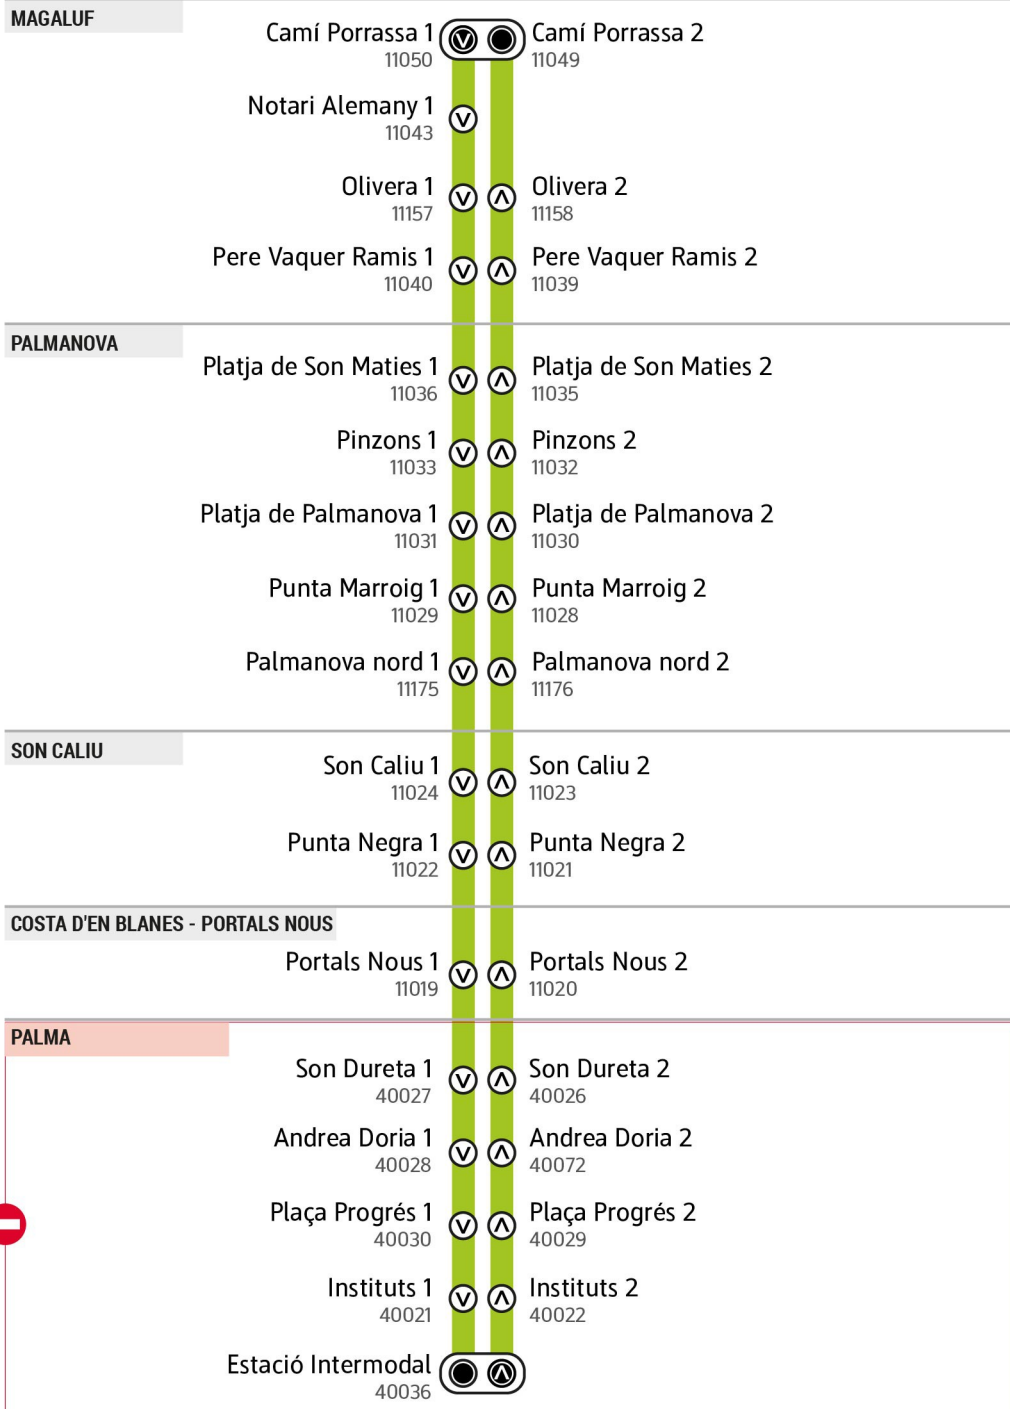 MAGALUF
Camí Porrassa 1
11050
Camí Porrassa 2
11049
Notari Alemany 1
11043
Olivera 1
11157
Olivera 2
11158
Pere Vaquer Ramis 1
11040
Pere Vaquer Ramis 2
11039
PALMANOVA
Platja de Son Maties 1
11036
Platja de Son Maties 2
11035
Pinzons 1
11033
Pinzons 2
11032
Platja de Palmanova 1
11031
Platja de Palmanova 2
11030
Punta Marroig 1
11029
Punta Marroig 2
11028
Palmanova nord 1
11175
Palmanova nord 2
11176
SON CALIU
Son Caliu 1
11024
Son Caliu 2
11023
Punta Negra 1
11022
Punta Negra 2
11021
COSTA D'EN BLANES - PORTALS NOUS
Portals Nous 1
11019
Portals Nous 2
11020
PALMA
Son Dureta 1
40027
Son Dureta 2
40026
Andrea Doria 1
40028
Andrea Doria 2
40072
Plaça Progrés 1
40030
Plaça Progrés 2
40029
Instituts 1
40021
Instituts 2
40022
Estació Intermodal
40036